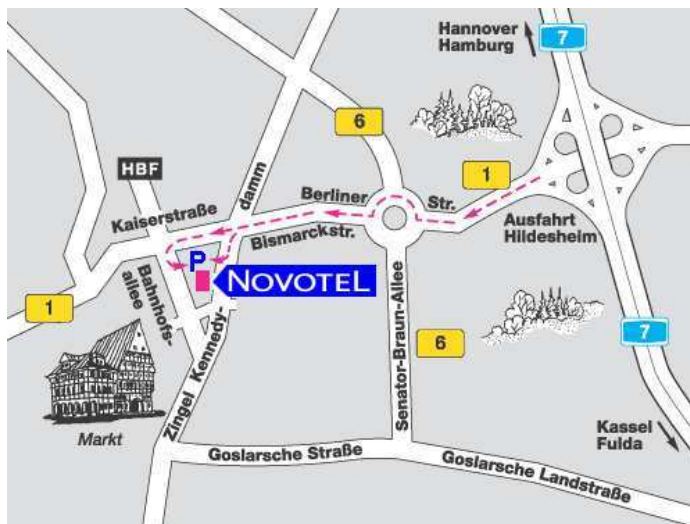 Hannover
Hamburg
7
6
HBF
damm
Berliner
Str.
1
Kaiserstraße
Bismarckstr.
Ausfahrt
Hildesheim
P
NOVOTEL
Bahnhofs-
allee
1
Kennedy-
Zingel
Senator-Braun-Allee
6
7
Markt
Kassel
Fulda
Goslarsche Straße
Goslarsche Landstraße